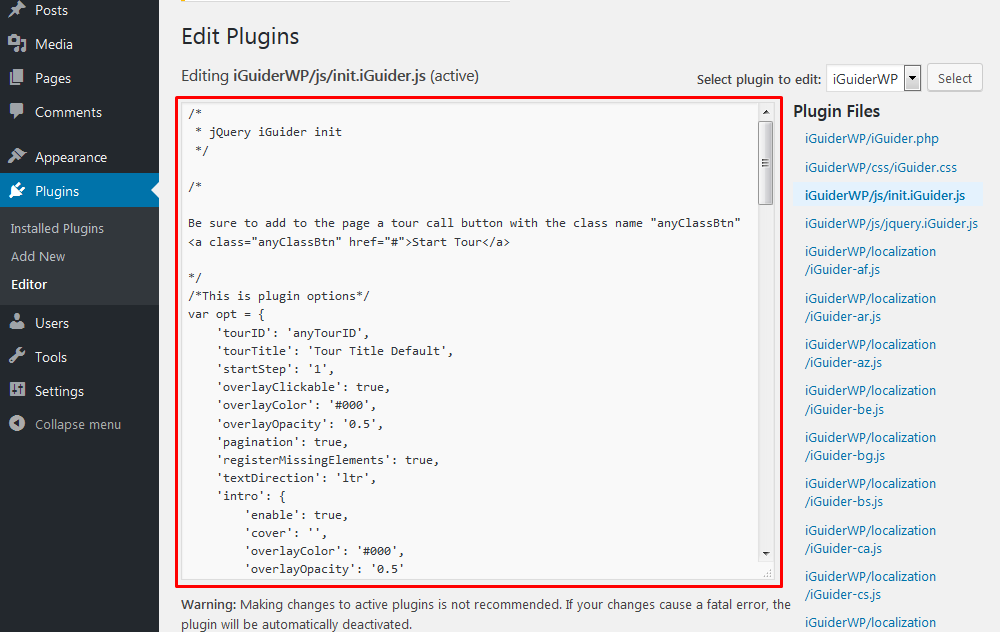 Posts
Media
Pages
Comments
Appearance
Plugins
Installed Plugins
Add New
Editor
Users
Tools
Settings
Collapse menu
Edit Plugins
Editing iGuiderWP/js/init.iGuider.js (active)
Select plugin to edit: iGuiderWP Select
/*
 * jQuery iGuider init
 */
/*
Be sure to add to the page a tour call button with the class name "anyClassBtn"
<a class="anyClassBtn" href="#">Start Tour</a>
*/
/*This is plugin options*/
var opt = {
    'tourID': 'anyTourID',
    'tourTitle': 'Tour Title Default',
    'startStep': '1',
    'overlayClickable': true,
    'overlayColor': '#000',
    'overlayOpacity': '0.5',
    'pagination': true,
    'registerMissingElements': true,
    'textDirection': 'ltr',
    'intro': {
        'enable': true,
        'cover': '',
        'overlayColor': '#000',
        'overlayOpacity': '0.5'
Plugin Files
iGuiderWP/iGuider.php
iGuiderWP/css/iGuider.css
iGuiderWP/js/init.iGuider.js
iGuiderWP/js/jquery.iGuider.js
iGuiderWP/localization
/iGuider-af.js
iGuiderWP/localization
/iGuider-ar.js
iGuiderWP/localization
/iGuider-az.js
iGuiderWP/localization
/iGuider-be.js
iGuiderWP/localization
/iGuider-bg.js
iGuiderWP/localization
/iGuider-bs.js
iGuiderWP/localization
/iGuider-ca.js
iGuiderWP/localization
/iGuider-cs.js
iGuiderWP/localization
Warning: Making changes to active plugins is not recommended. If your changes cause a fatal error, the
plugin will be automatically deactivated.